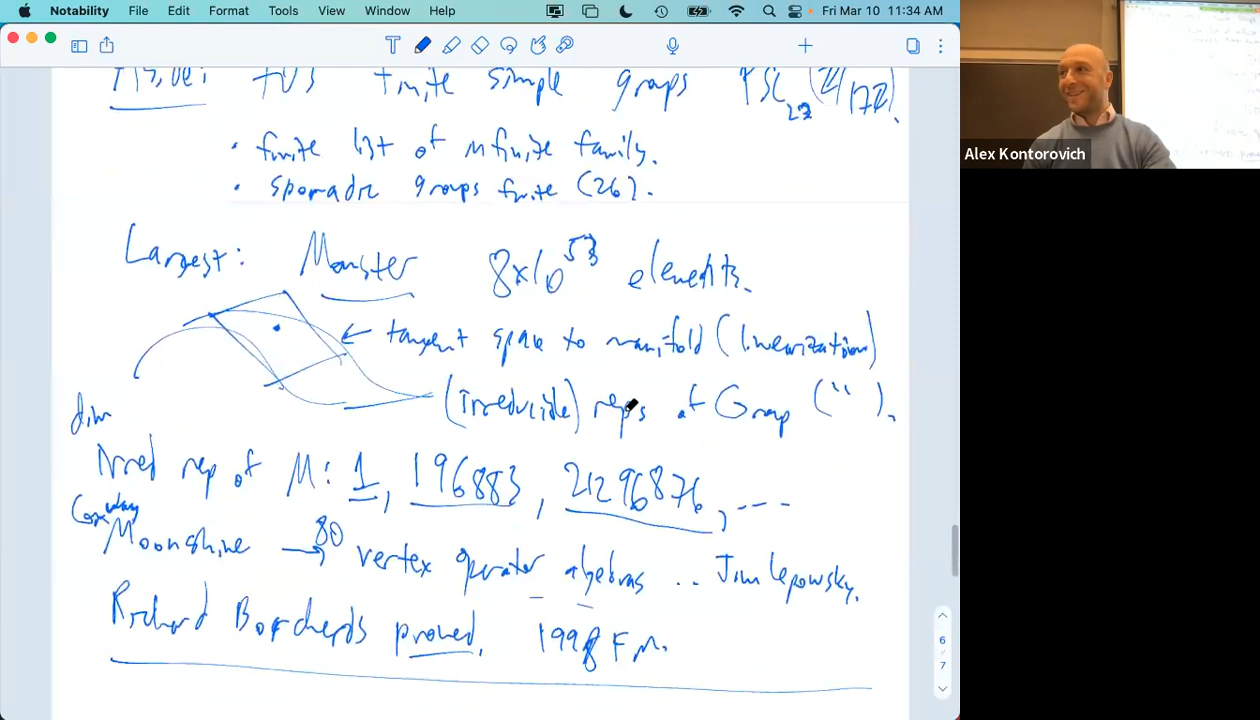 Notability File Edit Format Tools View Window Help Fri Mar 10 11:34 AM
finite simple groups
• finite list of infinite family.
• sporadic groups finite (26).
Largest: Monster 8x10^53 elements.
← tangent space to manifold (linearization)
(Irreducible) reps of Group (" ).
dim
Irred rep of M: 1, 196883, 21296876, ---
Conway
Moonshine → 80 vertex operator algebras .. Jim Lepowsky.
Richard Borcherds proved. 1998 F M.
6
7
Alex Kontorovich